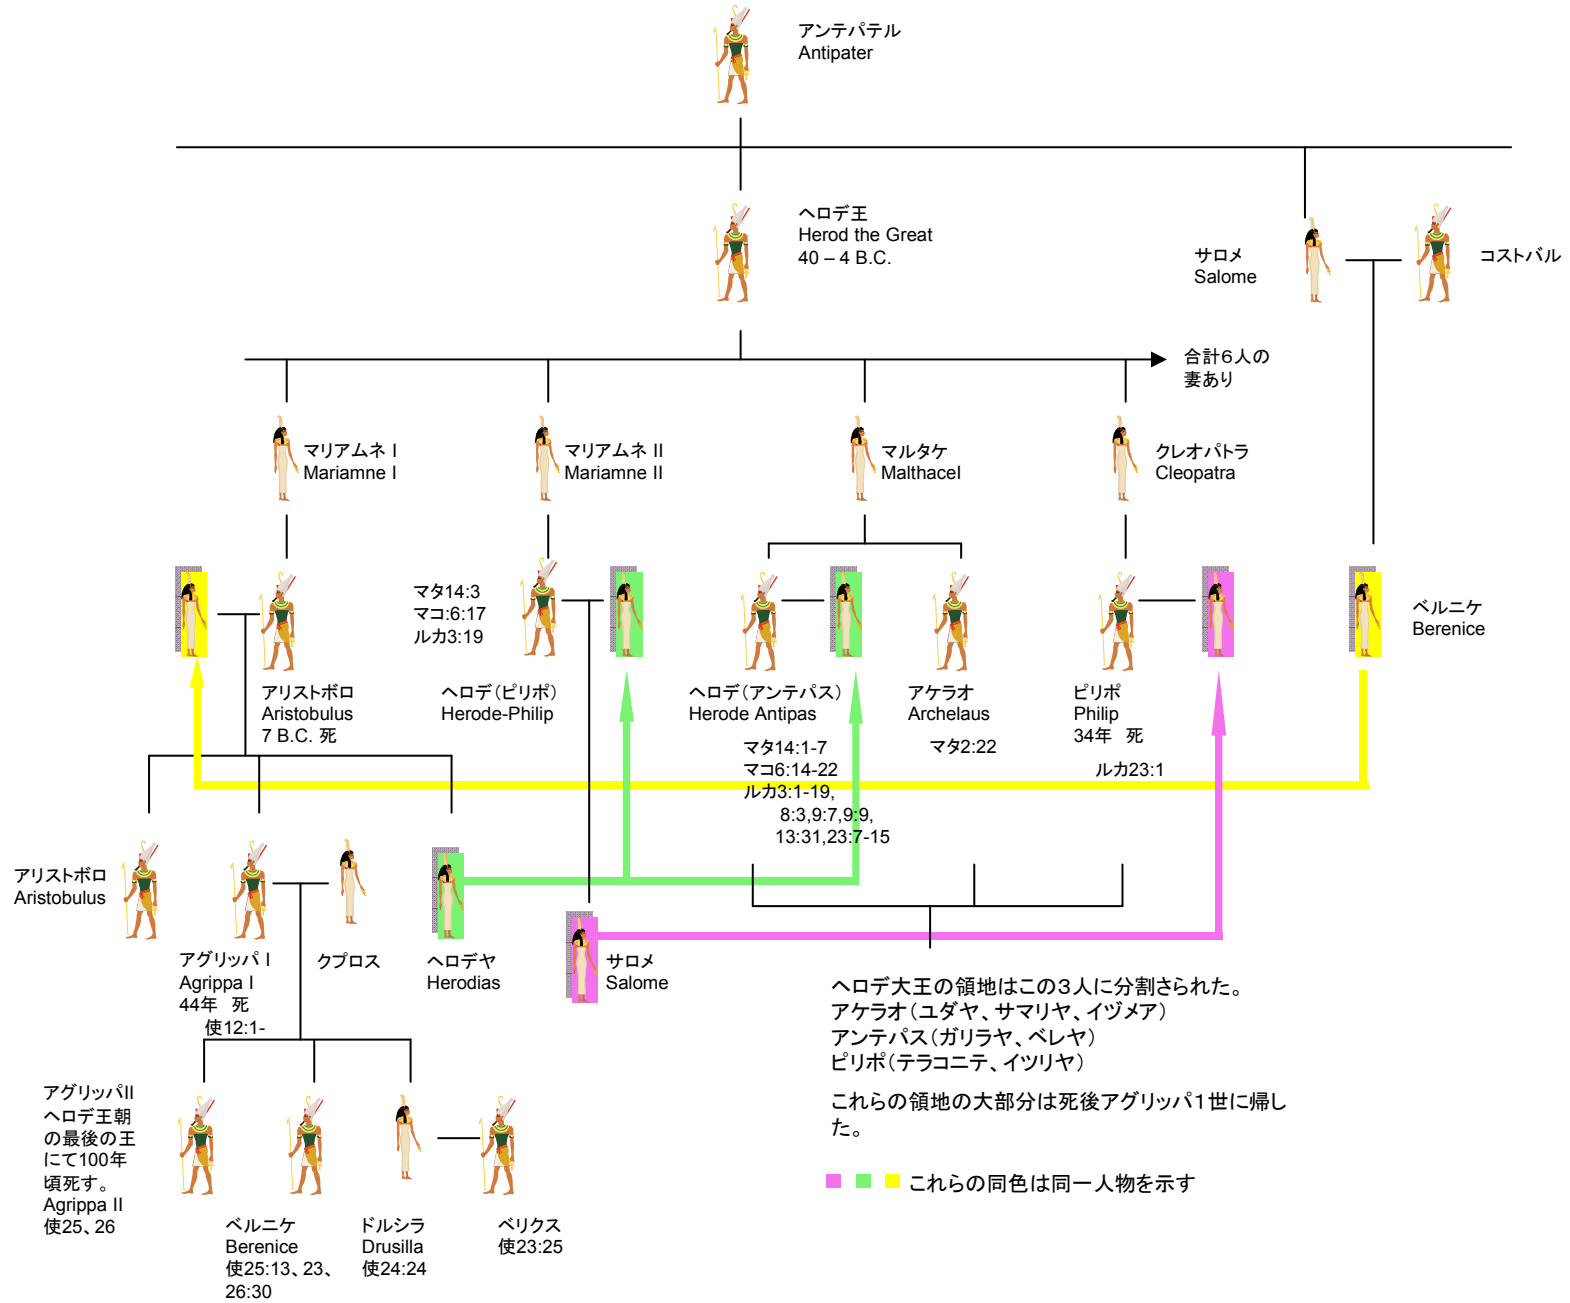 アンテパテル
Antipater
ヘロデ王
Herod the Great
40 – 4 B.C.
サロメ
Salome
コストバル
合計6人の
妻あり
マリアムネ I
Mariamne I
マリアムネ II
Mariamne II
マルタケ
Malthacel
クレオパトラ
Cleopatra
マタ14:3
マコ:6:17
ルカ3:19
ベルニケ
Berenice
アリストボロ
Aristobulus
7 B.C. 死
ヘロデ(ピリポ)
Herode-Philip
ヘロデ(アンテパス)
Herode Antipas
マタ14:1-7
マコ6:14-22
ルカ3:1-19,
8:3,9:7,9:9,
13:31,23:7-15
アケラオ
Archelaus
マタ2:22
ピリポ
Philip
34年 死
ルカ23:1
アリストボロ
Aristobulus
アグリッパ I
Agrippa I
44年 死
使12:1-
クプロス
ヘロデヤ
Herodias
サロメ
Salome
ヘロデ大王の領地はこの3人に分割さられた。
アケラオ(ユダヤ、サマリヤ、イヅメア)
アンテパス(ガリラヤ、ベレヤ)
ピリポ(テラコニテ、イツリヤ)
これらの領地の大部分は死後アグリッパ1世に帰し
た。
これらの同色は同一人物を示す
アグリッパII
ヘロデ王朝
の最後の王
にて100年
頃死す。
Agrippa II
使25、26
ベルニケ
Berenice
使25:13、23、
26:30
ドルシラ
Drusilla
使24:24
ベリクス
使23:25